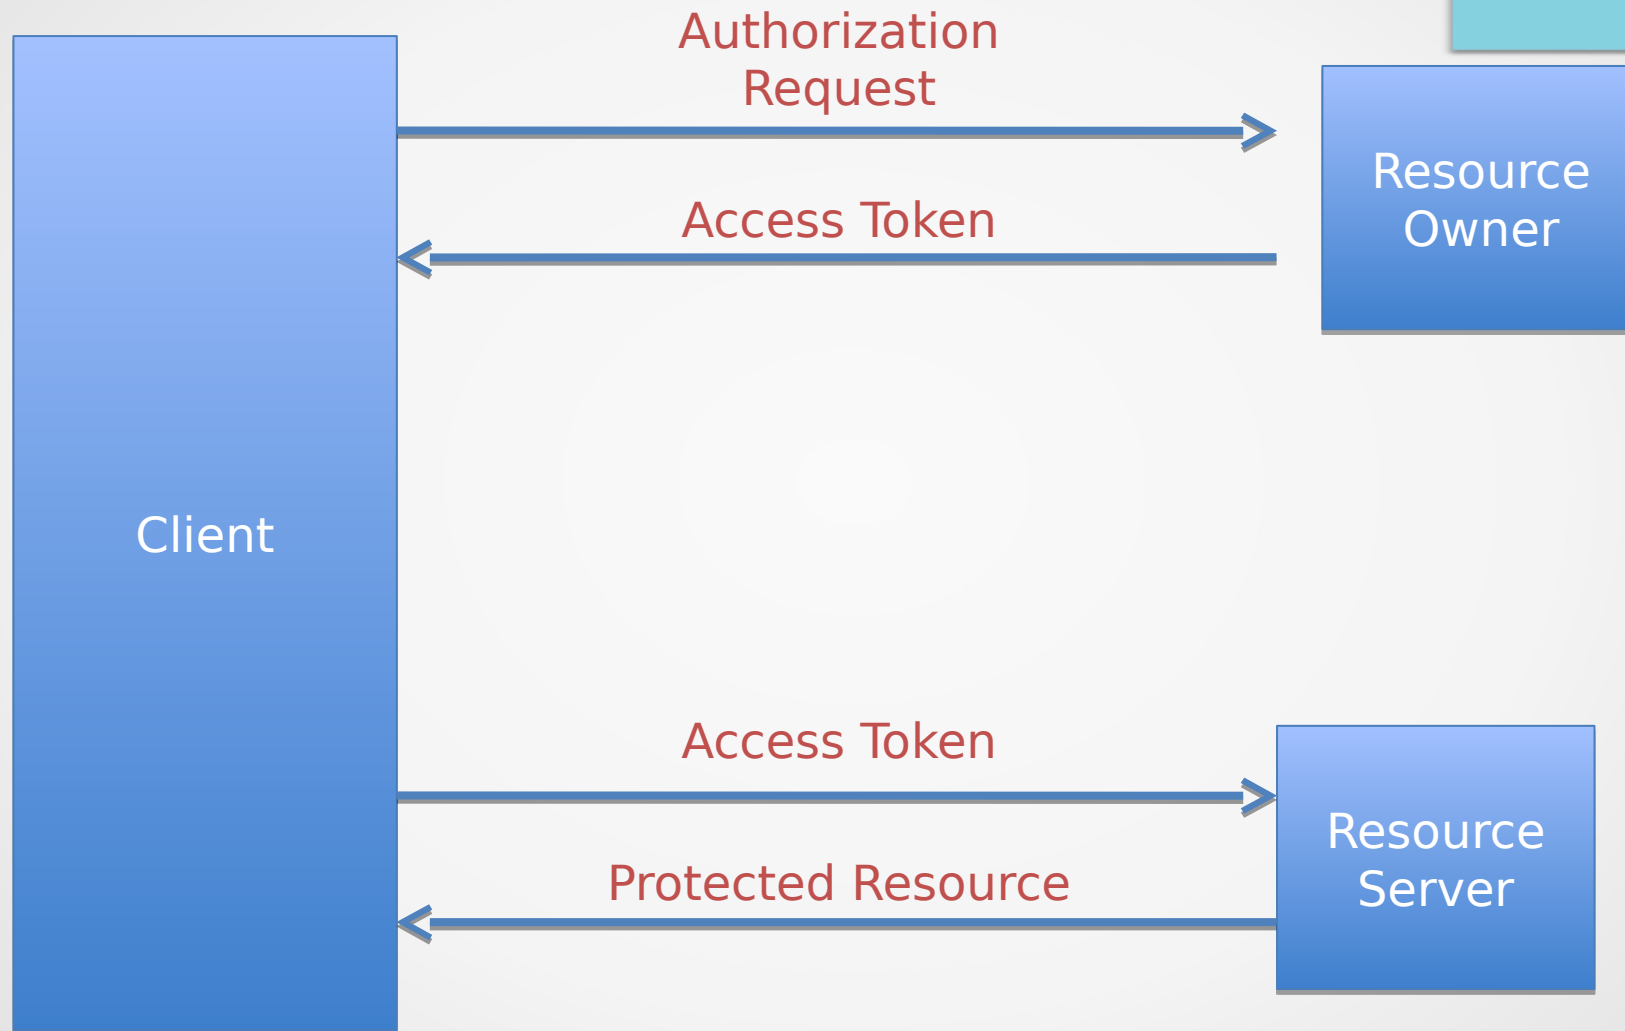 Authorization
Request
Resource
Owner
Access Token
Client
Access Token
Resource
Server
Protected Resource